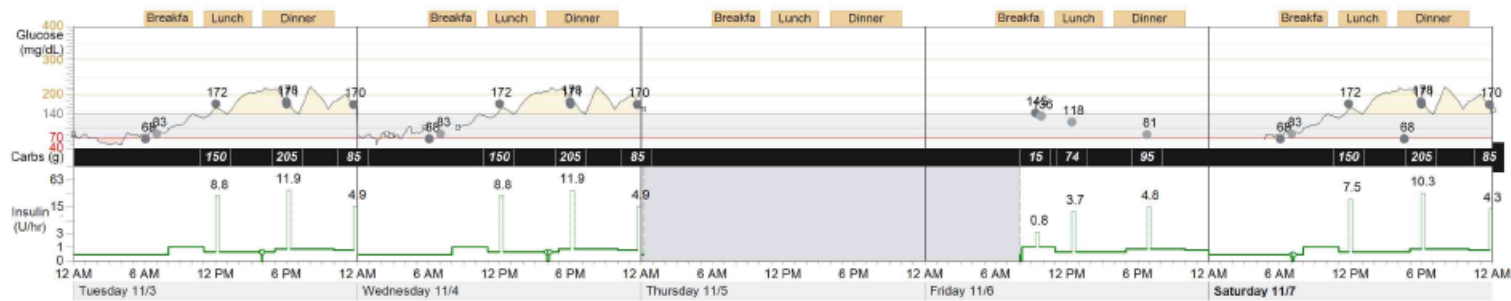 Breakfa Lunch Dinner Breakfa Lunch Dinner Breakfa Lunch Dinner Breakfa Lunch Dinner Breakfa Lunch Dinner
400
Glucose
(mg/dL)
300
200
172 171 170 172 171 170 145 136 118 172 171 170
140
68 83 68 83 81 68 83 68
70
40
Carbs (g) 150 205 85 150 205 85 15 74 95 150 205 85
63
8.8 11.9 4.9 8.8 11.9 4.9 0.8 3.7 4.8 7.5 10.3 4.3
15
Insulin
(U/hr)
3
1
0
12 AM 6 AM 12 PM 6 PM 12 AM 6 AM 12 PM 6 PM 12 AM 6 AM 12 PM 6 PM 12 AM 6 AM 12 PM 6 PM 12 AM 6 AM 12 PM 6 PM 12 AM
Tuesday 11/3 Wednesday 11/4 Thursday 11/5 Friday 11/6 Saturday 11/7